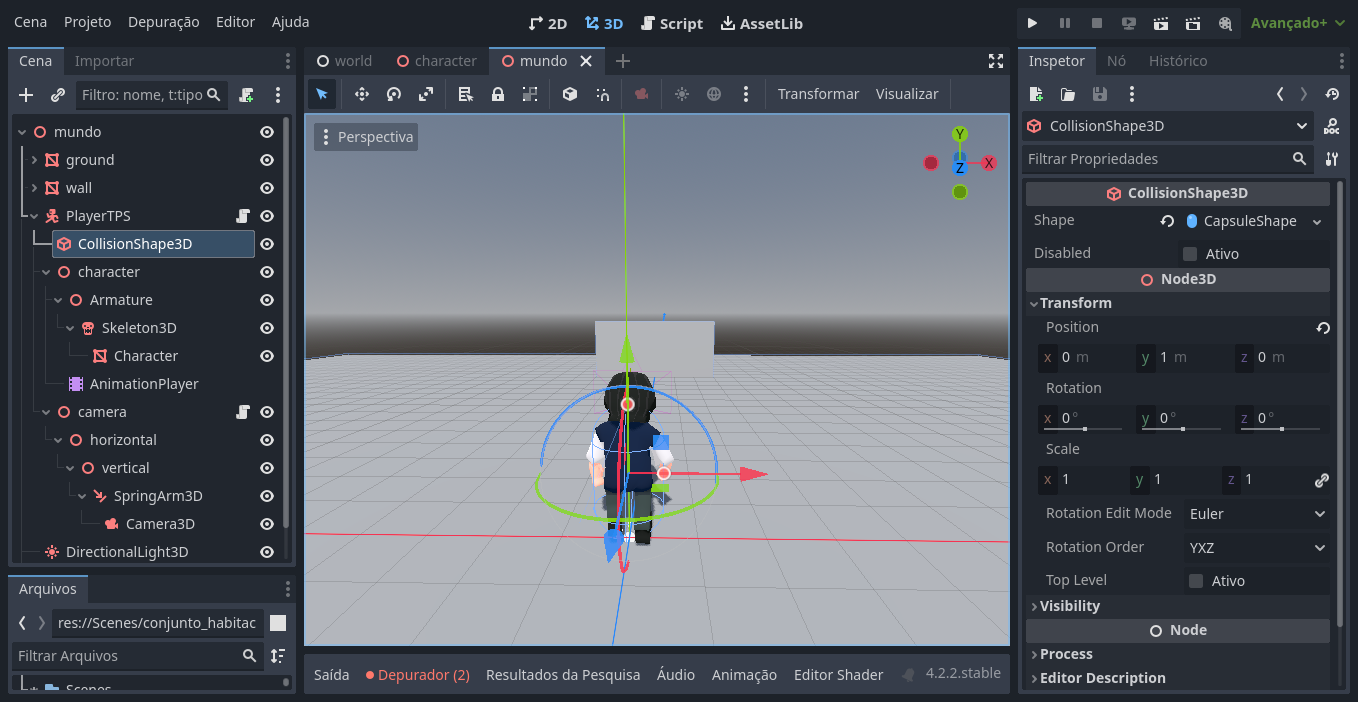 Cena Projeto Depuração Editor Ajuda 2D 3D Script AssetLib Avançado+
Cena Importar
Filtro: nome, t:tipo
mundo
ground
wall
PlayerTPS
CollisionShape3D
character
Armature
Skeleton3D
Character
AnimationPlayer
camera
horizontal
vertical
SpringArm3D
Camera3D
DirectionalLight3D
Arquivos
res://Scenes/conjunto_habitac
Filtrar Arquivos
Scenes
world character mundo
Transformar Visualizar
Perspectiva
Y
X
Z
Saída Depurador (2) Resultados da Pesquisa Áudio Animação Editor Shader 4.2.2.stable
Inspetor Nó Histórico
CollisionShape3D DOC
Filtrar Propriedades
CollisionShape3D
Shape CapsuleShape
Disabled Ativo
Node3D
Transform
Position
x 0 m y 1 m z 0 m
Rotation
x 0 ° y 0 ° z 0 °
Scale
x 1 y 1 z 1
Rotation Edit Mode Euler
Rotation Order YXZ
Top Level Ativo
Visibility
Node
Process
Editor Description